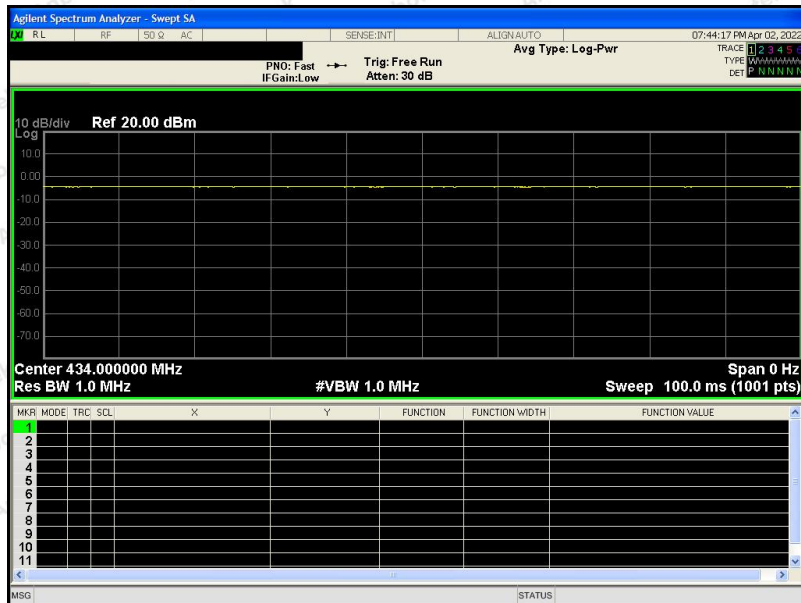 Agilent Spectrum Analyzer - Swept SA
LXI RL RF 50 Ω AC SENSE:INT ALIGN AUTO 07:44:17 PM Apr 02, 2022
Avg Type: Log-Pwr
PNO: Fast
IFGain:Low
Trig: Free Run
Atten: 30 dB
TRACE 1 2 3 4 5 6
TYPE WWWWWW
DET P N N N N N
10 dB/div
Log
Ref 20.00 dBm
10.0
0.00
-10.0
-20.0
-30.0
-40.0
-50.0
-60.0
-70.0
Center 434.000000 MHz Span 0 Hz
Res BW 1.0 MHz #VBW 1.0 MHz Sweep 100.0 ms (1001 pts)
MKR MODE TRC SCL X Y FUNCTION FUNCTION WIDTH FUNCTION VALUE
1
2
3
4
5
6
7
8
9
10
11
MSG STATUS